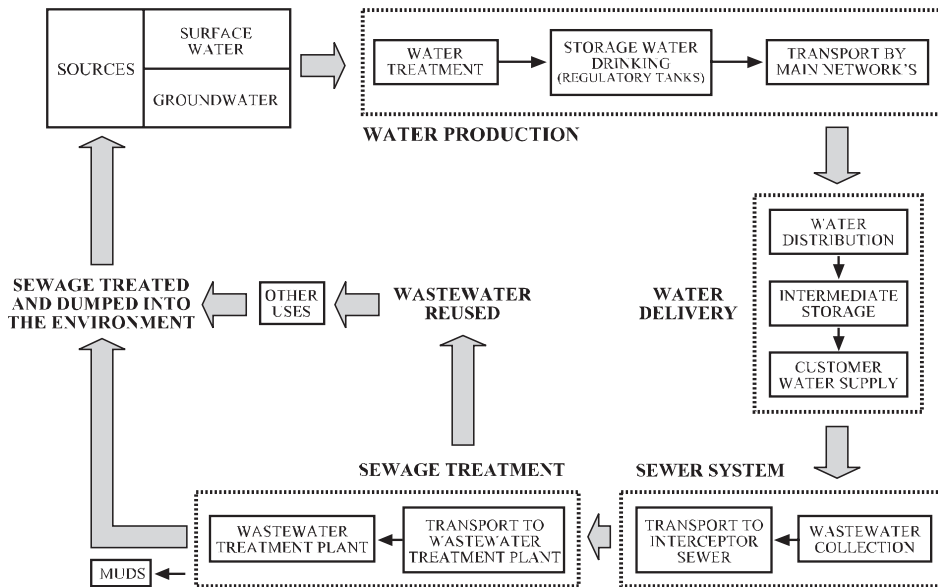 SOURCES
SURFACE
WATER
GROUNDWATER
WATER
TREATMENT
STORAGE WATER
DRINKING
(REGULATORY TANKS)
TRANSPORT BY
MAIN NETWORK'S
WATER PRODUCTION
WATER
DISTRIBUTION
INTERMEDIATE
STORAGE
CUSTOMER
WATER SUPPLY
WATER
DELIVERY
SEWAGE TREATED
AND DUMPED INTO
THE ENVIRONMENT
OTHER
USES
WASTEWATER
REUSED
SEWAGE TREATMENT
SEWER SYSTEM
WASTEWATER
TREATMENT PLANT
TRANSPORT TO
WASTEWATER
TREATMENT PLANT
TRANSPORT TO
INTERCEPTOR
SEWER
WASTEWATER
COLLECTION
MUDS